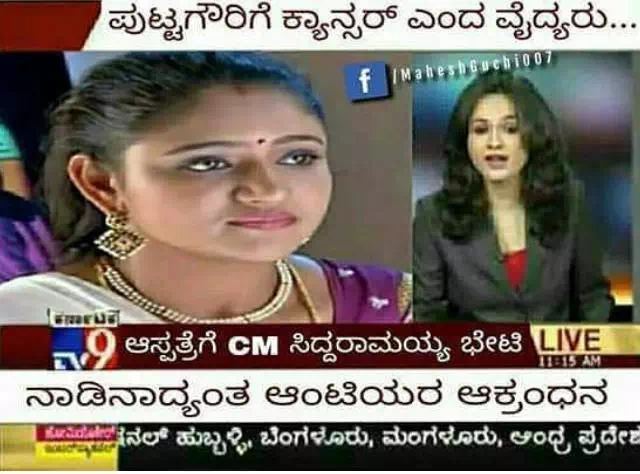 ಪುಟ್ಟಗೌರಿಗೆ ಕ್ಯಾನ್ಸರ್ ಎಂದ ವೈದ್ಯರು...
f /MaheshGuchi007
ಕರ್ನಾಟಕ
TV9 ಆಸ್ಪತ್ರೆಗೆ CM ಸಿದ್ದರಾಮಯ್ಯ ಭೇಟಿ LIVE
11:15 AM
ನಾಡಿನಾದ್ಯಂತ ಆಂಟಿಯರ ಆಕ್ರಂಧನ
ನಲ್ ಹುಬ್ಬಳ್ಳಿ, ಬೆಂಗಳೂರು, ಮಂಗಳೂರು, ಆಂಧ್ರ ಪ್ರದೇಶ